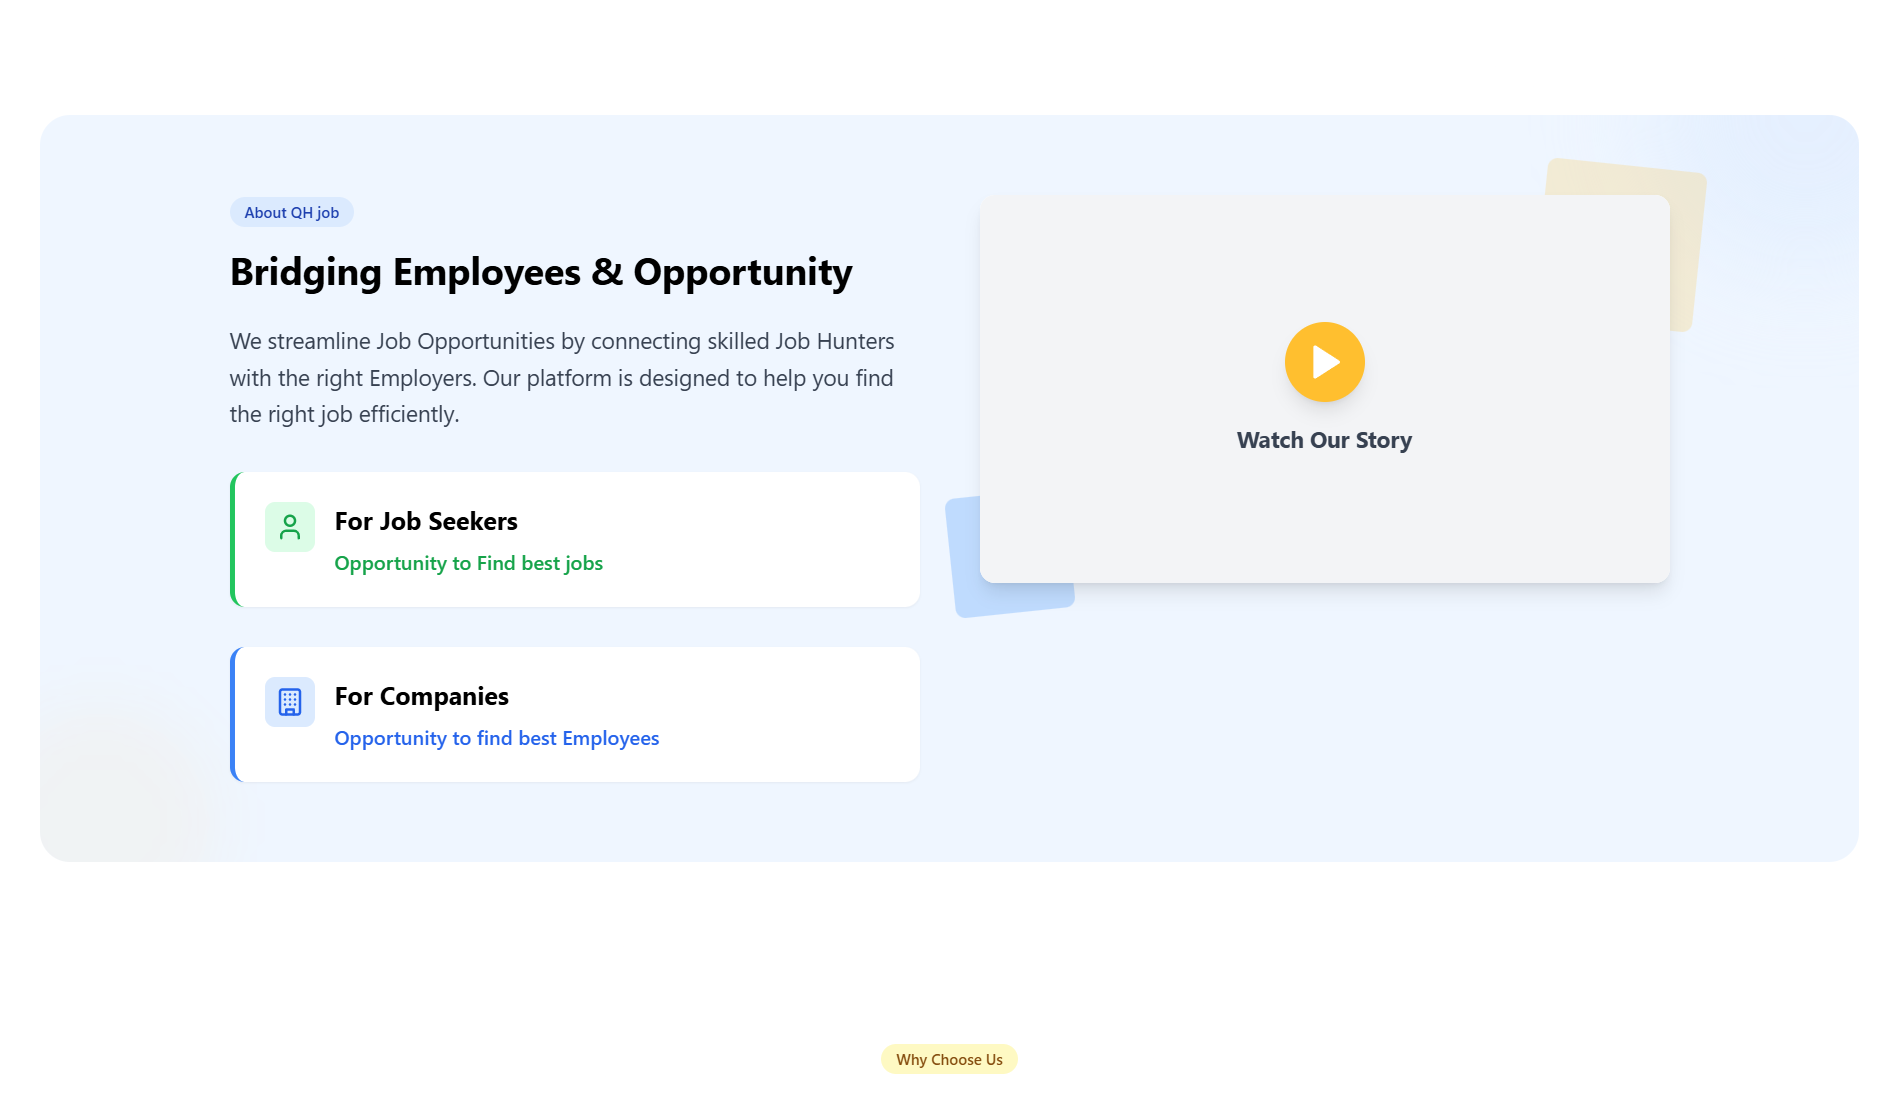 About QH job
Bridging Employees & Opportunity
We streamline Job Opportunities by connecting skilled Job Hunters
with the right Employers. Our platform is designed to help you find
the right job efficiently.
For Job Seekers
Opportunity to Find best jobs
For Companies
Opportunity to find best Employees
Watch Our Story
Why Choose Us